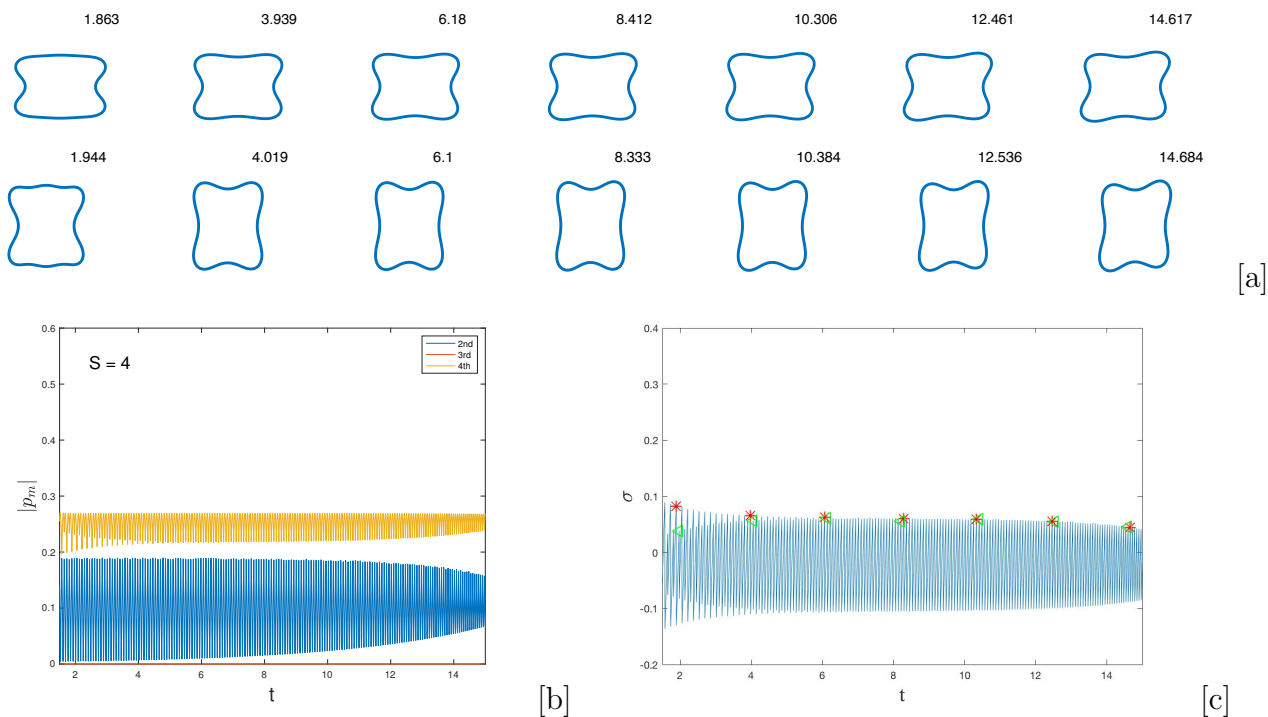 1.863 3.939 6.18 8.412 10.306 12.461 14.617
1.944 4.019 6.1 8.333 10.384 12.536 14.684
[a]
0.6
0.5
0.4
0.3
0.2
0.1
0
|p_m|
S = 4
2nd
3rd
4th
2 4 6 8 10 12 14
t
[b]
0.4
0.3
0.2
0.1
0
-0.1
-0.2
σ
2 4 6 8 10 12 14
t
[c]